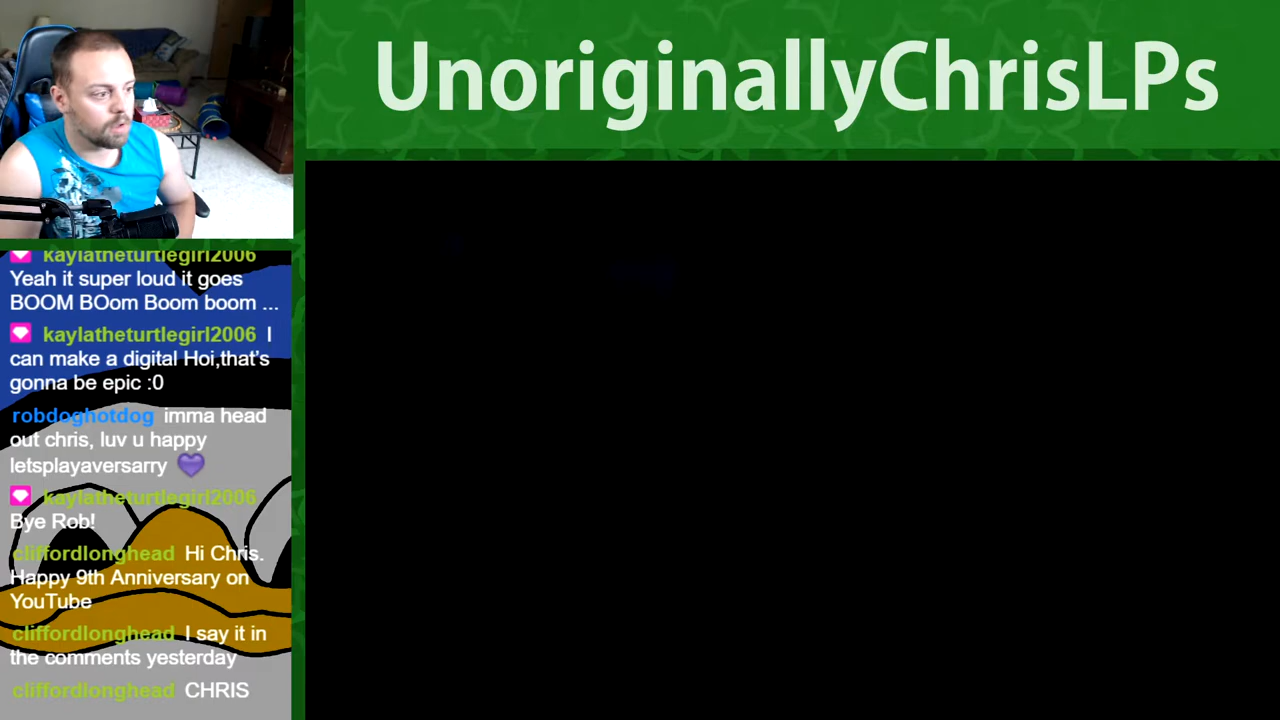 UnoriginallyChrisLPs
kaylatheturtlegirl2006
Yeah it super loud it goes
BOOM BOom Boom boom ...
kaylatheturtlegirl2006 I
can make a digital Hoi,that's
gonna be epic :0
robdoghotdog imma head
out chris, luv u happy
letsplayaversarry
kaylatheturtlegirl2006
Bye Rob!
cliffordlonghead Hi Chris.
Happy 9th Anniversary on
YouTube
cliffordlonghead I say it in
the comments yesterday
cliffordlonghead CHRIS